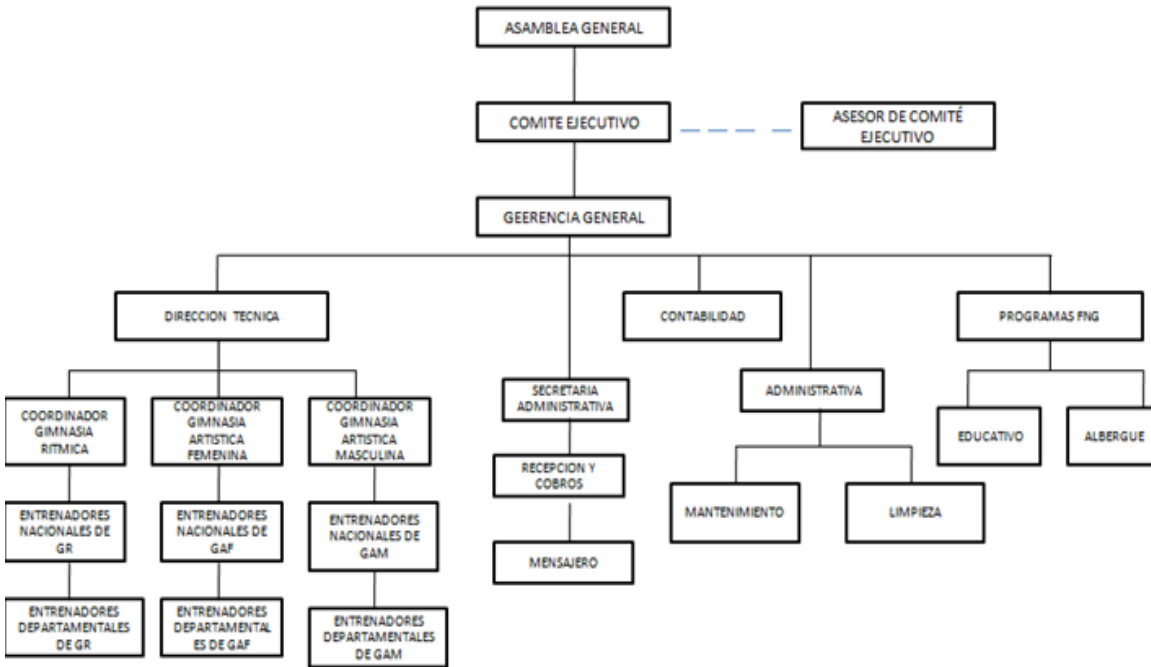 ASAMBLEA GENERAL
COMITE EJECUTIVO
ASESOR DE COMITÉ
EJECUTIVO
GEERENCIA GENERAL
DIRECCION TECNICA
CONTABILIDAD
PROGRAMAS FNG
SECRETARIA
ADMINISTRATIVA
ADMINISTRATIVA
COORDINADOR
GIMNASIA
RITMICA
COORDINADOR
GIMNASIA
ARTISTICA
FEMENINA
COORDINADOR
GIMNASIA
ARTISTICA
MASCULINA
EDUCATIVO
ALBERGUE
RECEPCION Y
COBROS
MANTENIMIENTO
LIMPIEZA
ENTRENADORES
NACIONALES DE
GR
ENTRENADORES
NACIONALES DE
GAF
ENTRENADORES
NACIONALES DE
GAM
MENSAJERO
ENTRENADORES
DEPARTAMENTALES
DE GR
ENTRENADORES
DEPARTAMENTAL
ES DE GAF
ENTRENADORES
DEPARTAMENTALES
DE GAM